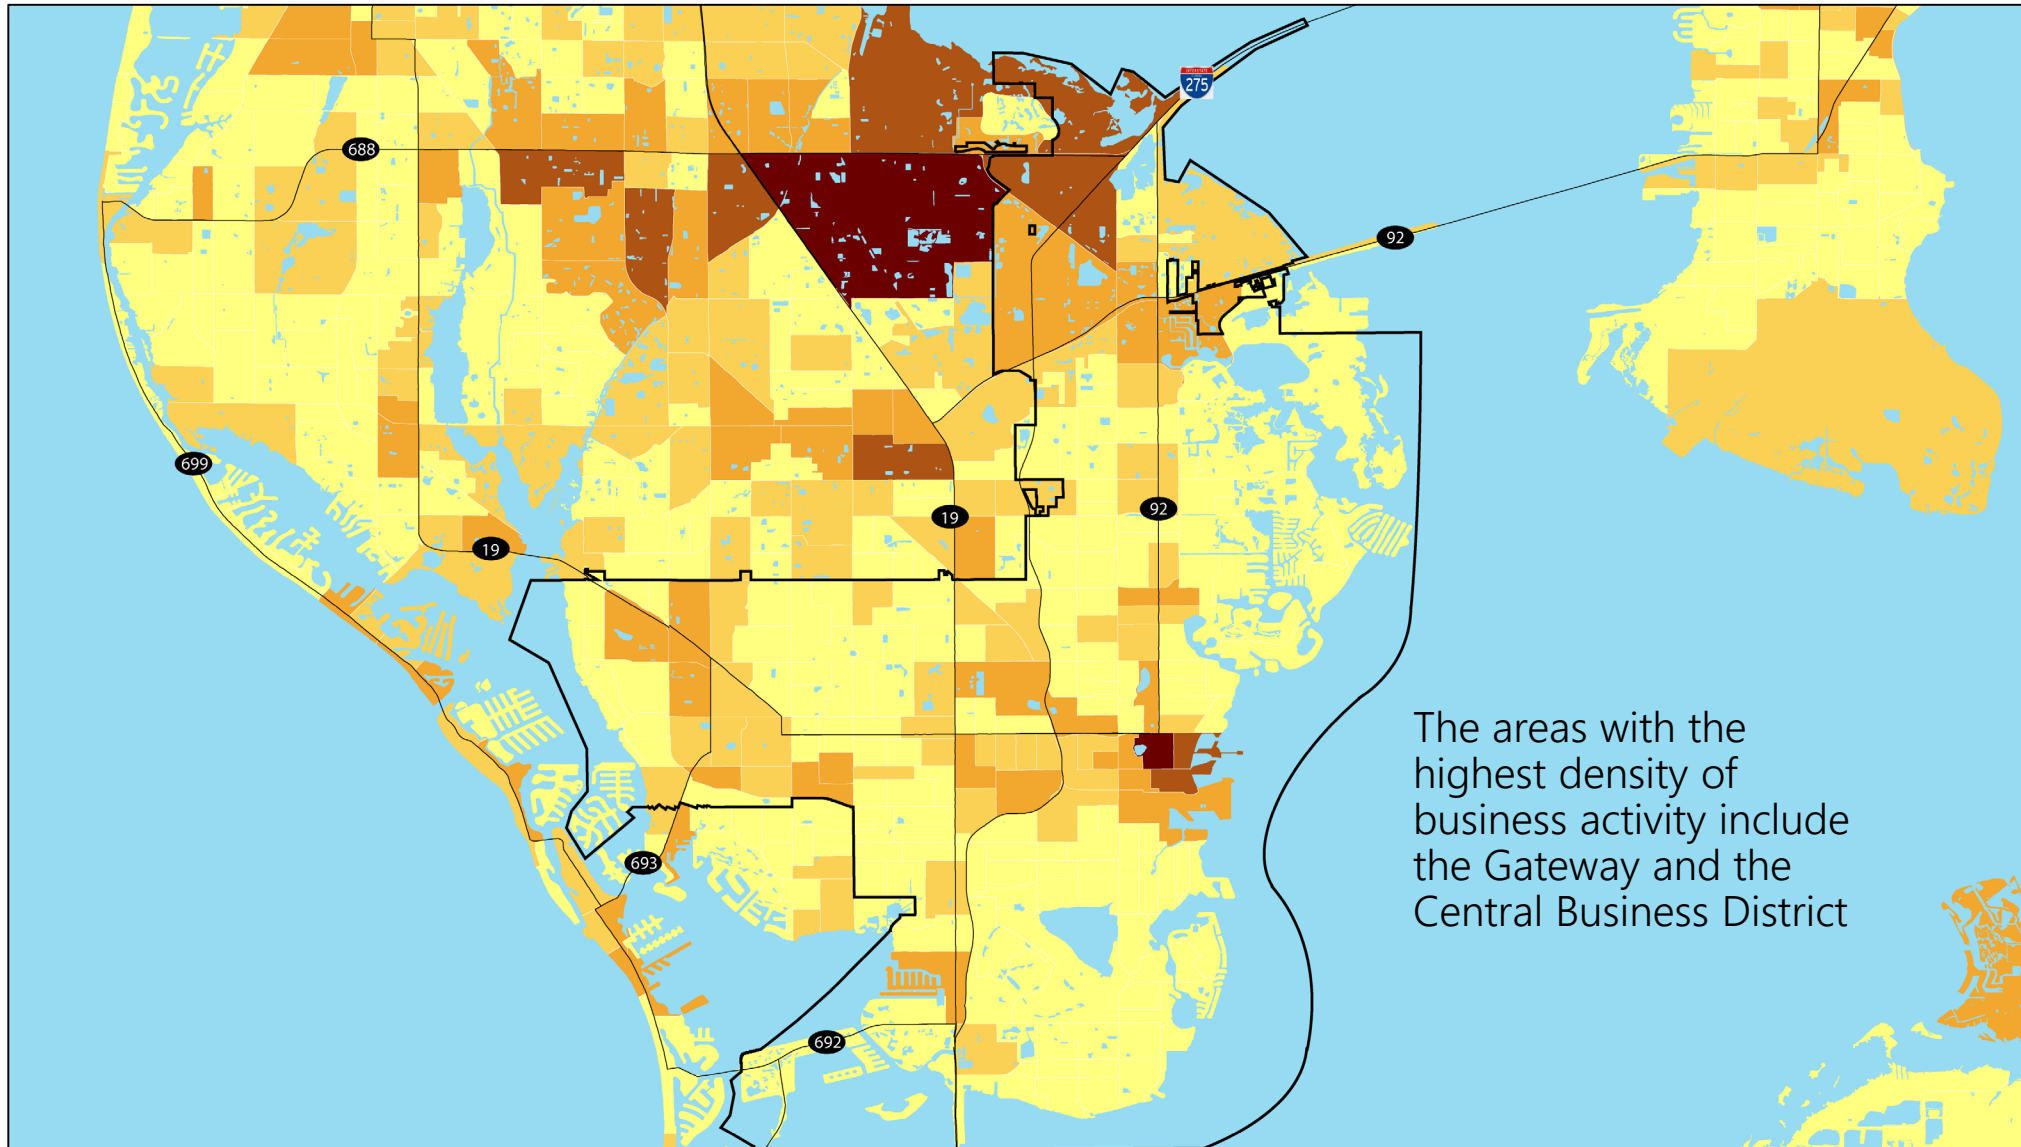 INTERSTATE
275
688
92
699
19
92
19
The areas with the
highest density of
business activity include
the Gateway and the
Central Business District
693
692